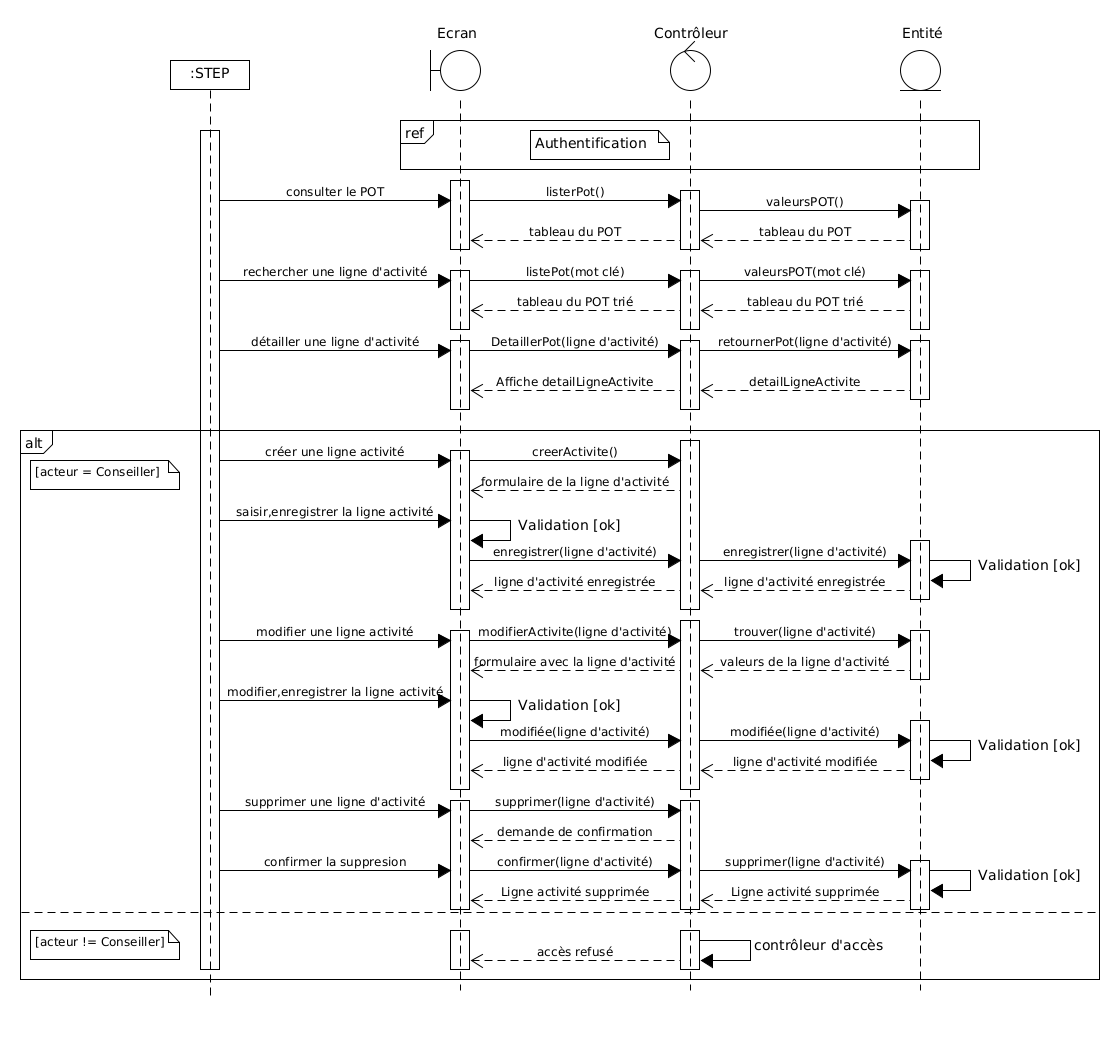 Ecran
Contrôleur
Entité
:STEP
ref
Authentification
consulter le POT
listerPot()
valeursPOT()
tableau du POT
tableau du POT
rechercher une ligne d'activité
listePot(mot clé)
valeursPOT(mot clé)
tableau du POT trié
tableau du POT trié
détailler une ligne d'activité
DetaillerPot(ligne d'activité)
retournerPot(ligne d'activité)
Affiche detailLigneActivite
detailLigneActivite
alt
[acteur = Conseiller]
créer une ligne activité
creerActivite()
formulaire de la ligne d'activité
saisir,enregistrer la ligne activité
Validation [ok]
enregistrer(ligne d'activité)
enregistrer(ligne d'activité)
Validation [ok]
ligne d'activité enregistrée
ligne d'activité enregistrée
modifier une ligne activité
modifierActivite(ligne d'activité)
trouver(ligne d'activité)
formulaire avec la ligne d'activité
valeurs de la ligne d'activité
modifier,enregistrer la ligne activité
Validation [ok]
modifiée(ligne d'activité)
modifiée(ligne d'activité)
Validation [ok]
ligne d'activité modifiée
ligne d'activité modifiée
supprimer une ligne d'activité
supprimer(ligne d'activité)
demande de confirmation
confirmer la suppresion
confirmer(ligne d'activité)
supprimer(ligne d'activité)
Validation [ok]
Ligne activité supprimée
Ligne activité supprimée
[acteur != Conseiller]
contrôleur d'accès
accès refusé